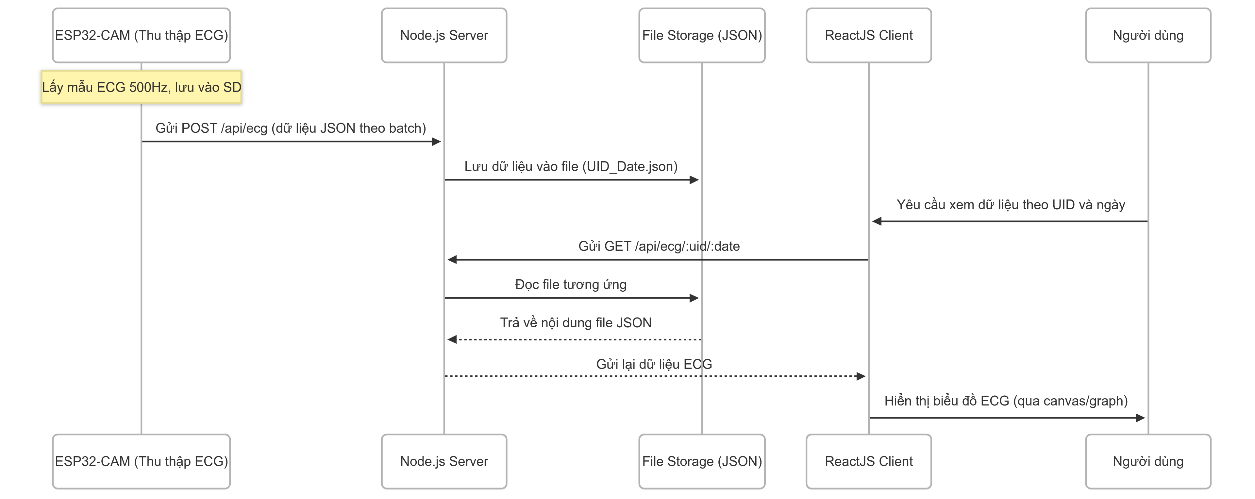 ESP32-CAM (Thu thập ECG)
Node.js Server
File Storage (JSON)
ReactJS Client
Người dùng
Lấy mẫu ECG 500Hz, lưu vào SD
Gửi POST /api/ecg (dữ liệu JSON theo batch)
Lưu dữ liệu vào file (UID_Date.json)
Yêu cầu xem dữ liệu theo UID và ngày
Gửi GET /api/ecg/:uid/:date
Đọc file tương ứng
Trả về nội dung file JSON
Gửi lại dữ liệu ECG
Hiển thị biểu đồ ECG (qua canvas/graph)
ESP32-CAM (Thu thập ECG)
Node.js Server
File Storage (JSON)
ReactJS Client
Người dùng